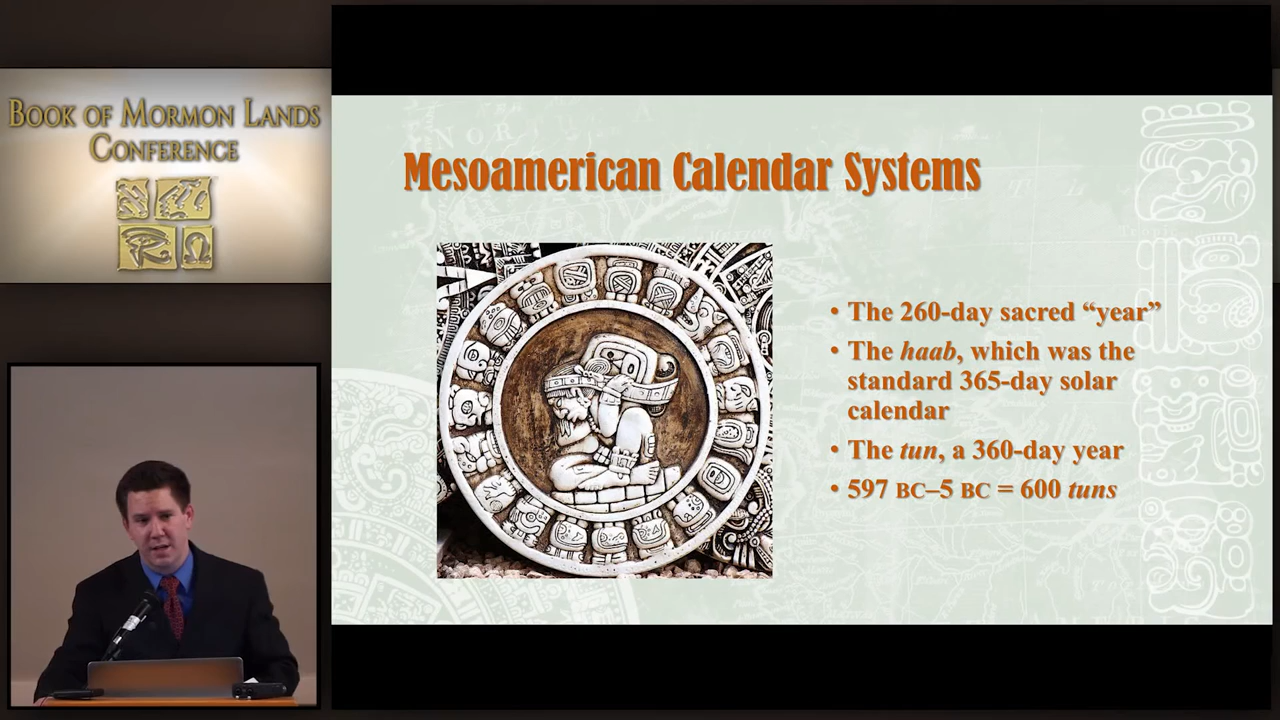 BOOK OF MORMON LANDS
CONFERENCE
Mesoamerican Calendar Systems
• The 260-day sacred “year”
• The haab, which was the
standard 365-day solar
calendar
• The tun, a 360-day year
• 597 BC–5 BC = 600 tuns